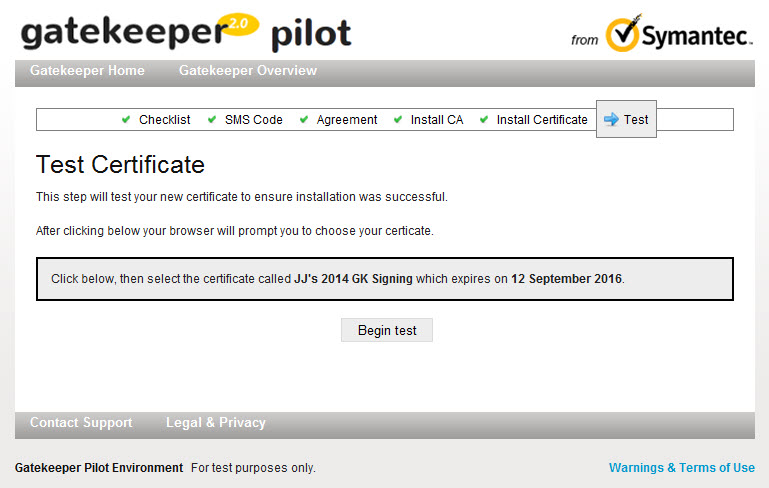 gatekeeper 2.0 pilot
from Symantec.
Gatekeeper Home Gatekeeper Overview
Checklist SMS Code Agreement Install CA Install Certificate Test
Test Certificate
This step will test your new certificate to ensure installation was successful.
After clicking below your browser will prompt you to choose your certicate.
Click below, then select the certificate called JJ's 2014 GK Signing which expires on 12 September 2016.
Begin test
Contact Support Legal & Privacy
Gatekeeper Pilot Environment For test purposes only.
Warnings & Terms of Use